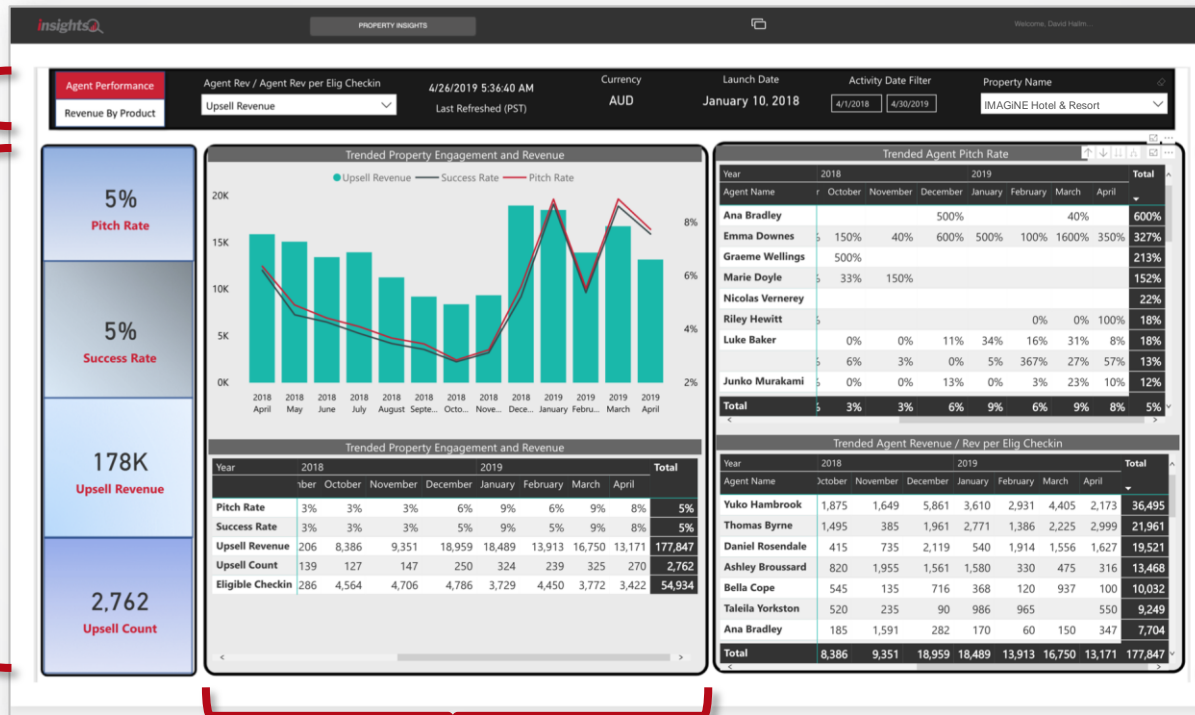 insights
PROPERTY INSIGHTS
Welcome, David Halm...
Agent Performance
Revenue By Product
Agent Rev / Agent Rev per Elig Checkin
Upsell Revenue
4/26/2019 5:36:40 AM
Last Refreshed (PST)
Currency
AUD
Launch Date
January 10, 2018
Activity Date Filter
4/1/2018 4/30/2019
Property Name
IMAGiNE Hotel & Resort
5%
Pitch Rate
5%
Success Rate
178K
Upsell Revenue
2,762
Upsell Count
Trended Property Engagement and Revenue
Upsell Revenue Success Rate Pitch Rate
20K
15K
10K
5K
0K
8%
6%
4%
2%
2018 2018 2018 2018 2018 2018 2018 2018 2018 2019 2019 2019 2019
April May June July August Septe... Octo... Nove... Dece... January Febru... March April
Trended Property Engagement and Revenue
Year 2018 2019 Total
nber October November December January February March April
Pitch Rate 3% 3% 3% 6% 9% 6% 9% 8% 5%
Success Rate 3% 3% 3% 5% 9% 5% 9% 8% 5%
Upsell Revenue 206 8,386 9,351 18,959 18,489 13,913 16,750 13,171 177,847
Upsell Count 139 127 147 250 324 239 325 270 2,762
Eligible Checkin 286 4,564 4,706 4,786 3,729 4,450 3,772 3,422 54,934
Trended Agent Pitch Rate
Year 2018 2019 Total
Agent Name r October November December January February March April
Ana Bradley 500% 40% 600%
Emma Downes % 150% 40% 600% 500% 100% 1600% 350% 327%
Graeme Wellings 500% 213%
Marie Doyle % 33% 150% 152%
Nicolas Vernerey 22%
Riley Hewitt % 0% 0% 100% 18%
Luke Baker 0% 0% 11% 34% 16% 31% 8% 18%
% 6% 3% 0% 5% 367% 27% 57% 13%
Junko Murakami % 0% 0% 13% 0% 3% 23% 10% 12%
Total % 3% 3% 6% 9% 6% 9% 8% 5%
Trended Agent Revenue / Rev per Elig Checkin
Year 2018 2019 Total
Agent Name October November December January February March April
Yuko Hambrook 1,875 1,649 5,861 3,610 2,931 4,405 2,173 36,495
Thomas Byrne 1,495 385 1,961 2,771 1,386 2,225 2,999 21,961
Daniel Rosendale 415 735 2,119 540 1,914 1,556 1,627 19,521
Ashley Broussard 820 1,955 1,561 1,580 330 475 316 13,468
Bella Cope 545 135 716 368 120 937 100 10,032
Taleila Yorkston 520 235 90 986 965 550 9,249
Ana Bradley 185 1,591 282 170 60 150 347 7,704
Total 8,386 9,351 18,959 18,489 13,913 16,750 13,171 177,847